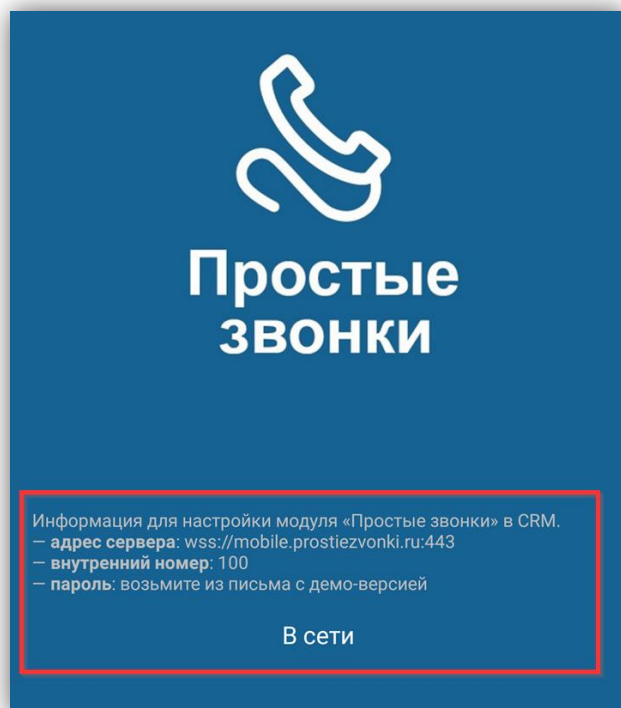 Простые
звонки
Информация для настройки модуля «Простые звонки» в CRM.
— адрес сервера: wss://mobile.prostiezvonki.ru:443
— внутренний номер: 100
— пароль: возьмите из письма с демо-версией
В сети